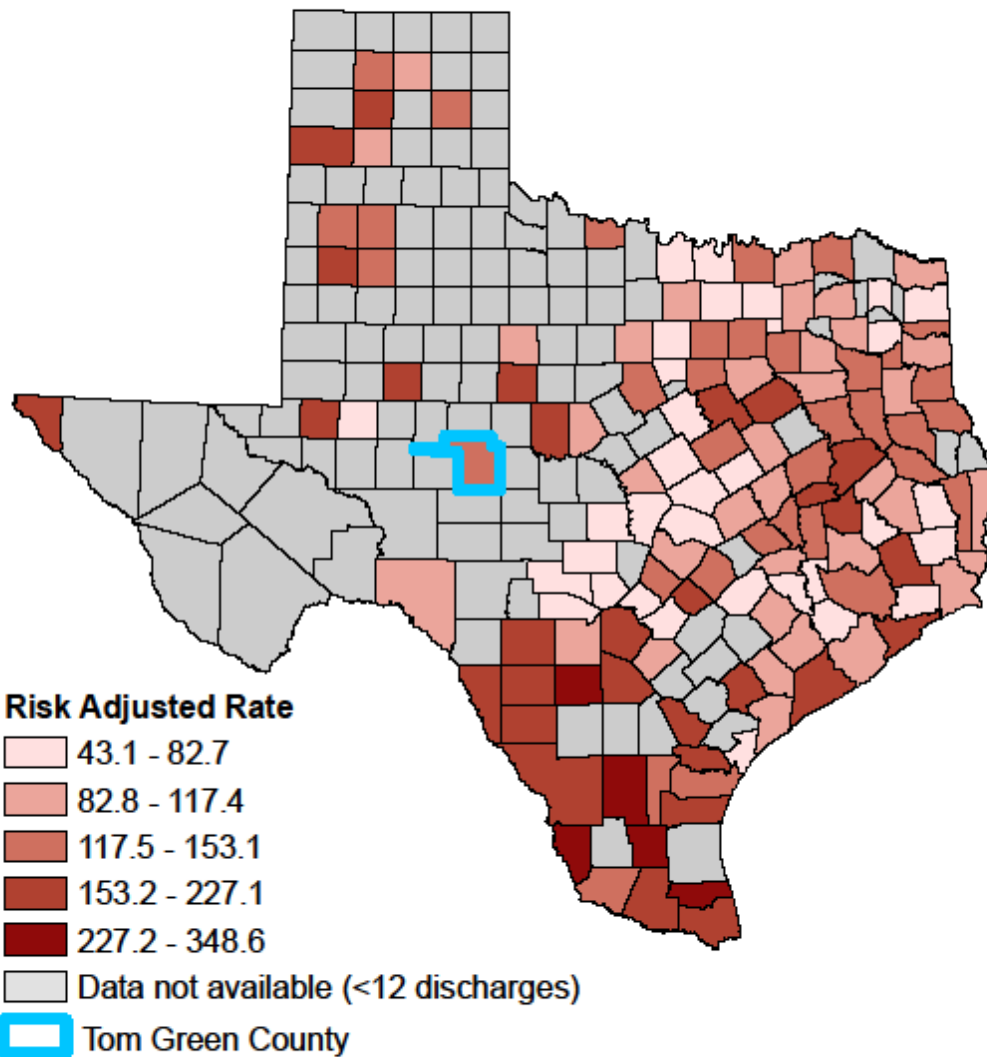 Risk Adjusted Rate
43.1 - 82.7
82.8 - 117.4
117.5 - 153.1
153.2 - 227.1
227.2 - 348.6
Data not available (<12 discharges)
Tom Green County